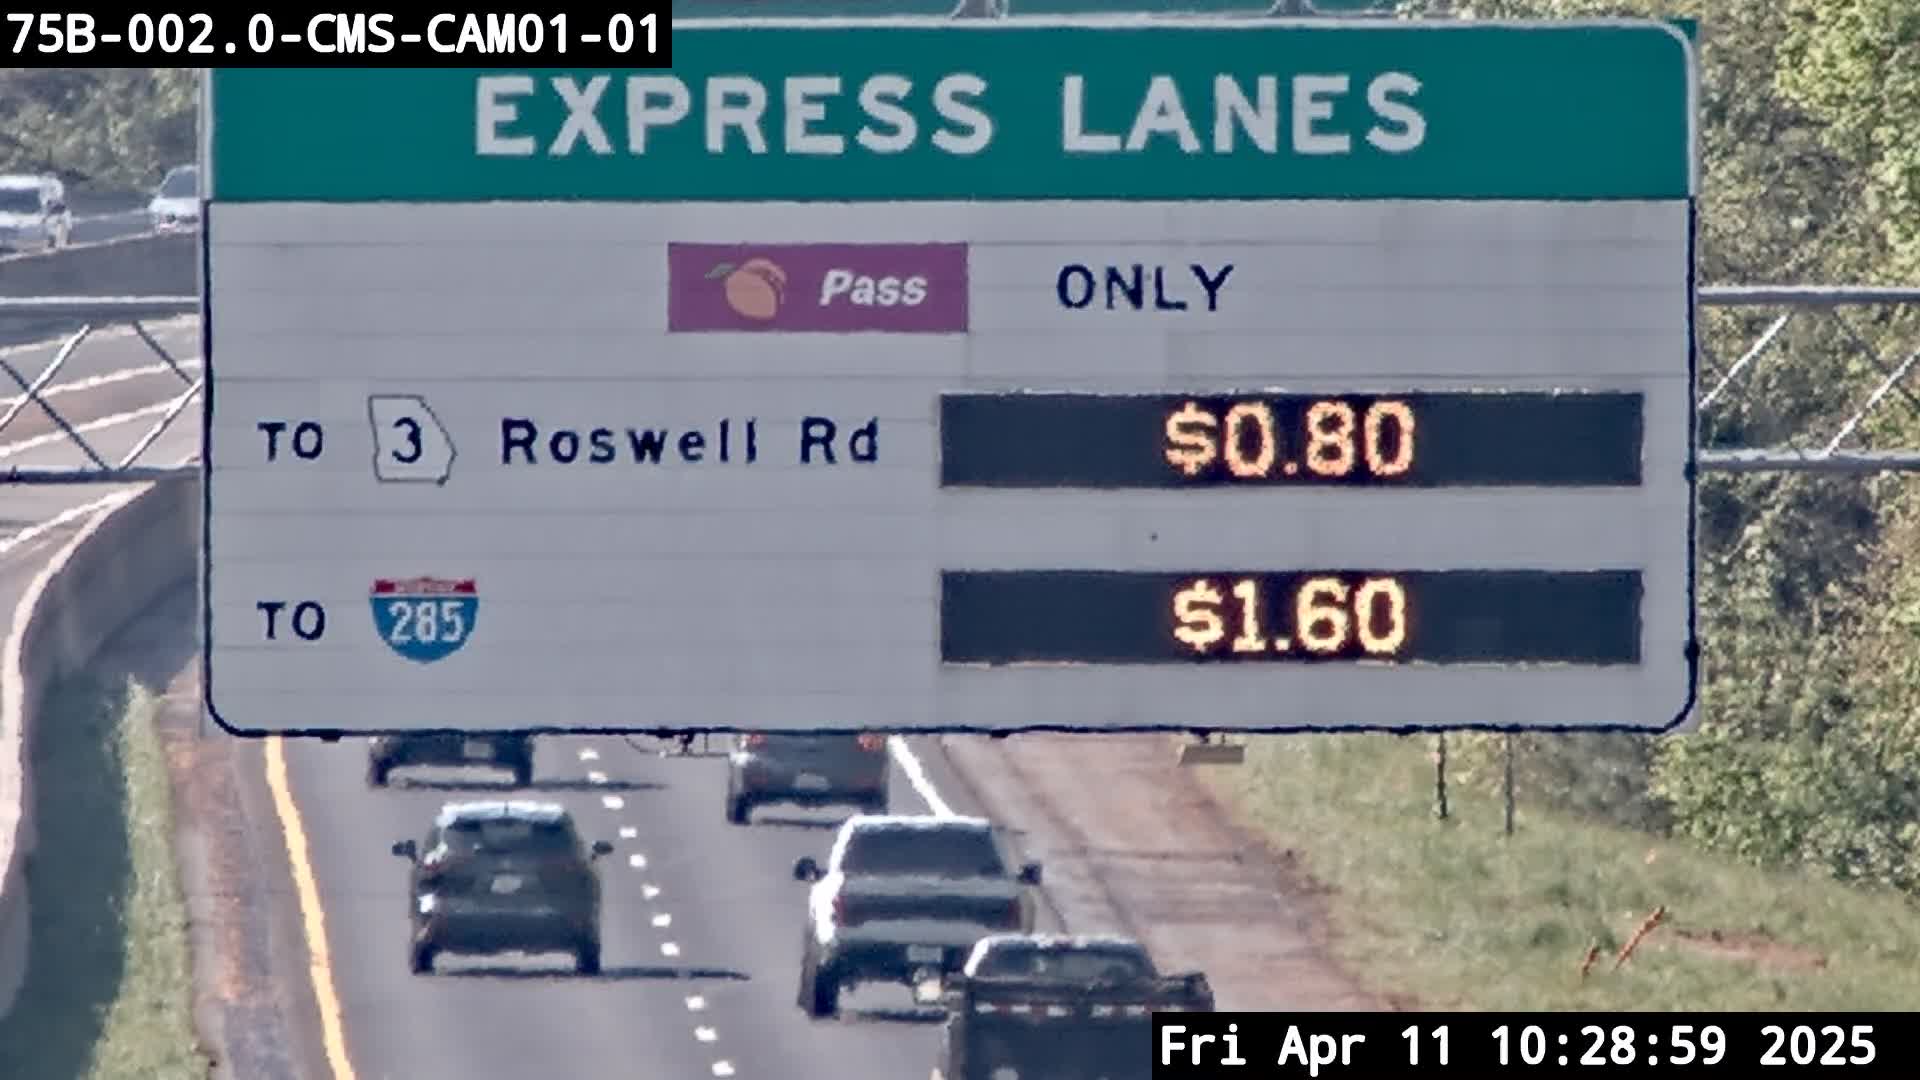 75B-002.0-CMS-CAM01-01
EXPRESS LANES
Pass ONLY
TO 3 Roswell Rd $0.80
TO 285 $1.60
Fri Apr 11 10:28:59 2025